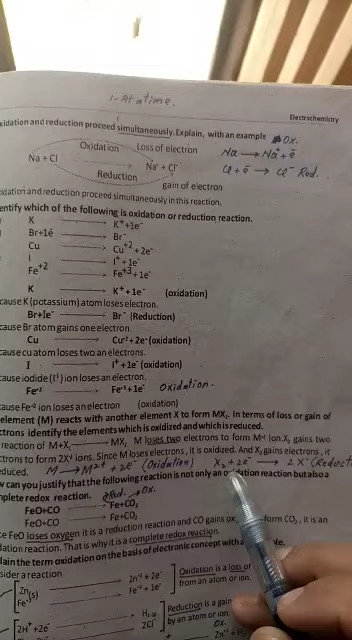 1- At a time.
Electrochemistry
xidation and reduction proceed simultaneously. Explain, with an example Ox.
Oxidation Loss of electron Na → Na⁺ + ē
Na + Cl Na⁺ + Cl⁻ Cl + ē → Cl⁻ Red.
Reduction
gain of electron
idation and reduction proceed simultaneously in this reaction.
entify which of the following is oxidation or reduction reaction.
K → K⁺+1e⁻
Br+1ē → Br⁻
Cu → Cu⁺²+2e⁻
I → I⁺+1e⁻
Fe⁺² → Fe⁺³+1e⁻
K → K⁺+1e⁻ (oxidation)
cause K (potassium) atom loses electron.
Br+1e⁻ → Br⁻ (Reduction)
cause Br atom gains one electron.
Cu → Cu⁺²+2e⁻ (oxidation)
cause cu atom loses two an electrons.
I → I⁺+1e⁻ (oxidation)
cause iodide ion loses an electron.
Fe⁺² → Fe⁺³+1e⁻ Oxidation.
cause Fe⁺² ion loses an electron (oxidation)
element (M) reacts with another element X to form MX₂. In terms of loss or gain of
ctrons identify the elements which is oxidized and which is reduced.
reaction of M+X₂ → MX₂ M loses two electrons to form M⁺² Ion.X₂ gains two
ctrons to form 2X⁻¹ ions. Since M loses electrons, it is oxidized. And X₂ gains electrons, it
educed. M → M²⁺ + 2e⁻ (Oxidation) X₂ + 2e⁻ → 2X⁻ (Reducti
w can you justify that the following reaction is not only an oxidation reaction but also a
mplete redox reaction. Red. Ox.
FeO+CO → Fe+CO₂
FeO+CO Fe+CO₂
e FeO loses oxygen it is a reduction reaction and CO gains ox form CO₂, it is an
dation reaction. That is why it is a complete redox reaction.
lain the term oxidation on the basis of electronic concept with a
sider a reaction
Zn(s) Zn⁺²+2e⁻ Oxidation is a loss of
Fe Fe⁺³+1e⁻ from an atom or ion.
2H⁺+2e⁻ H₂ Reduction is a gain
2Cl⁻ by an atom or ion.